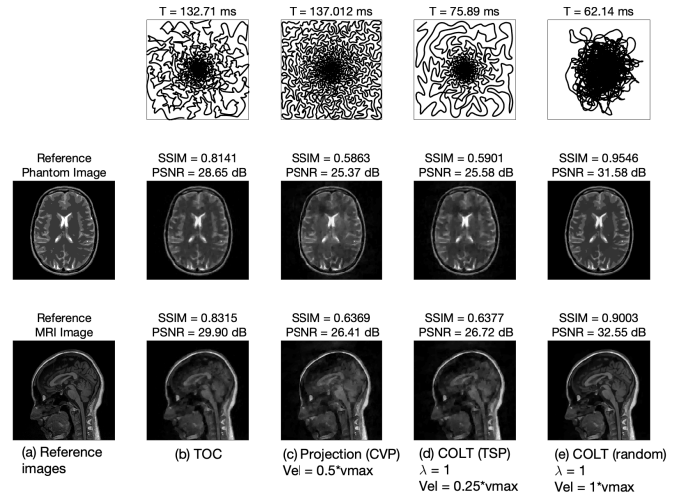 T = 132.71 ms
T = 137.012 ms
T = 75.89 ms
T = 62.14 ms
Reference
Phantom Image
SSIM = 0.8141
PSNR = 28.65 dB
SSIM = 0.5863
PSNR = 25.37 dB
SSIM = 0.5901
PSNR = 25.58 dB
SSIM = 0.9546
PSNR = 31.58 dB
Reference
MRI Image
SSIM = 0.8315
PSNR = 29.90 dB
SSIM = 0.6369
PSNR = 26.41 dB
SSIM = 0.6377
PSNR = 26.72 dB
SSIM = 0.9003
PSNR = 32.55 dB
(a) Reference
images
(b) TOC
(c) Projection (CVP)
Vel = 0.5*vmax
(d) COLT (TSP)
λ = 1
Vel = 0.25*vmax
(e) COLT (random)
λ = 1
Vel = 1*vmax